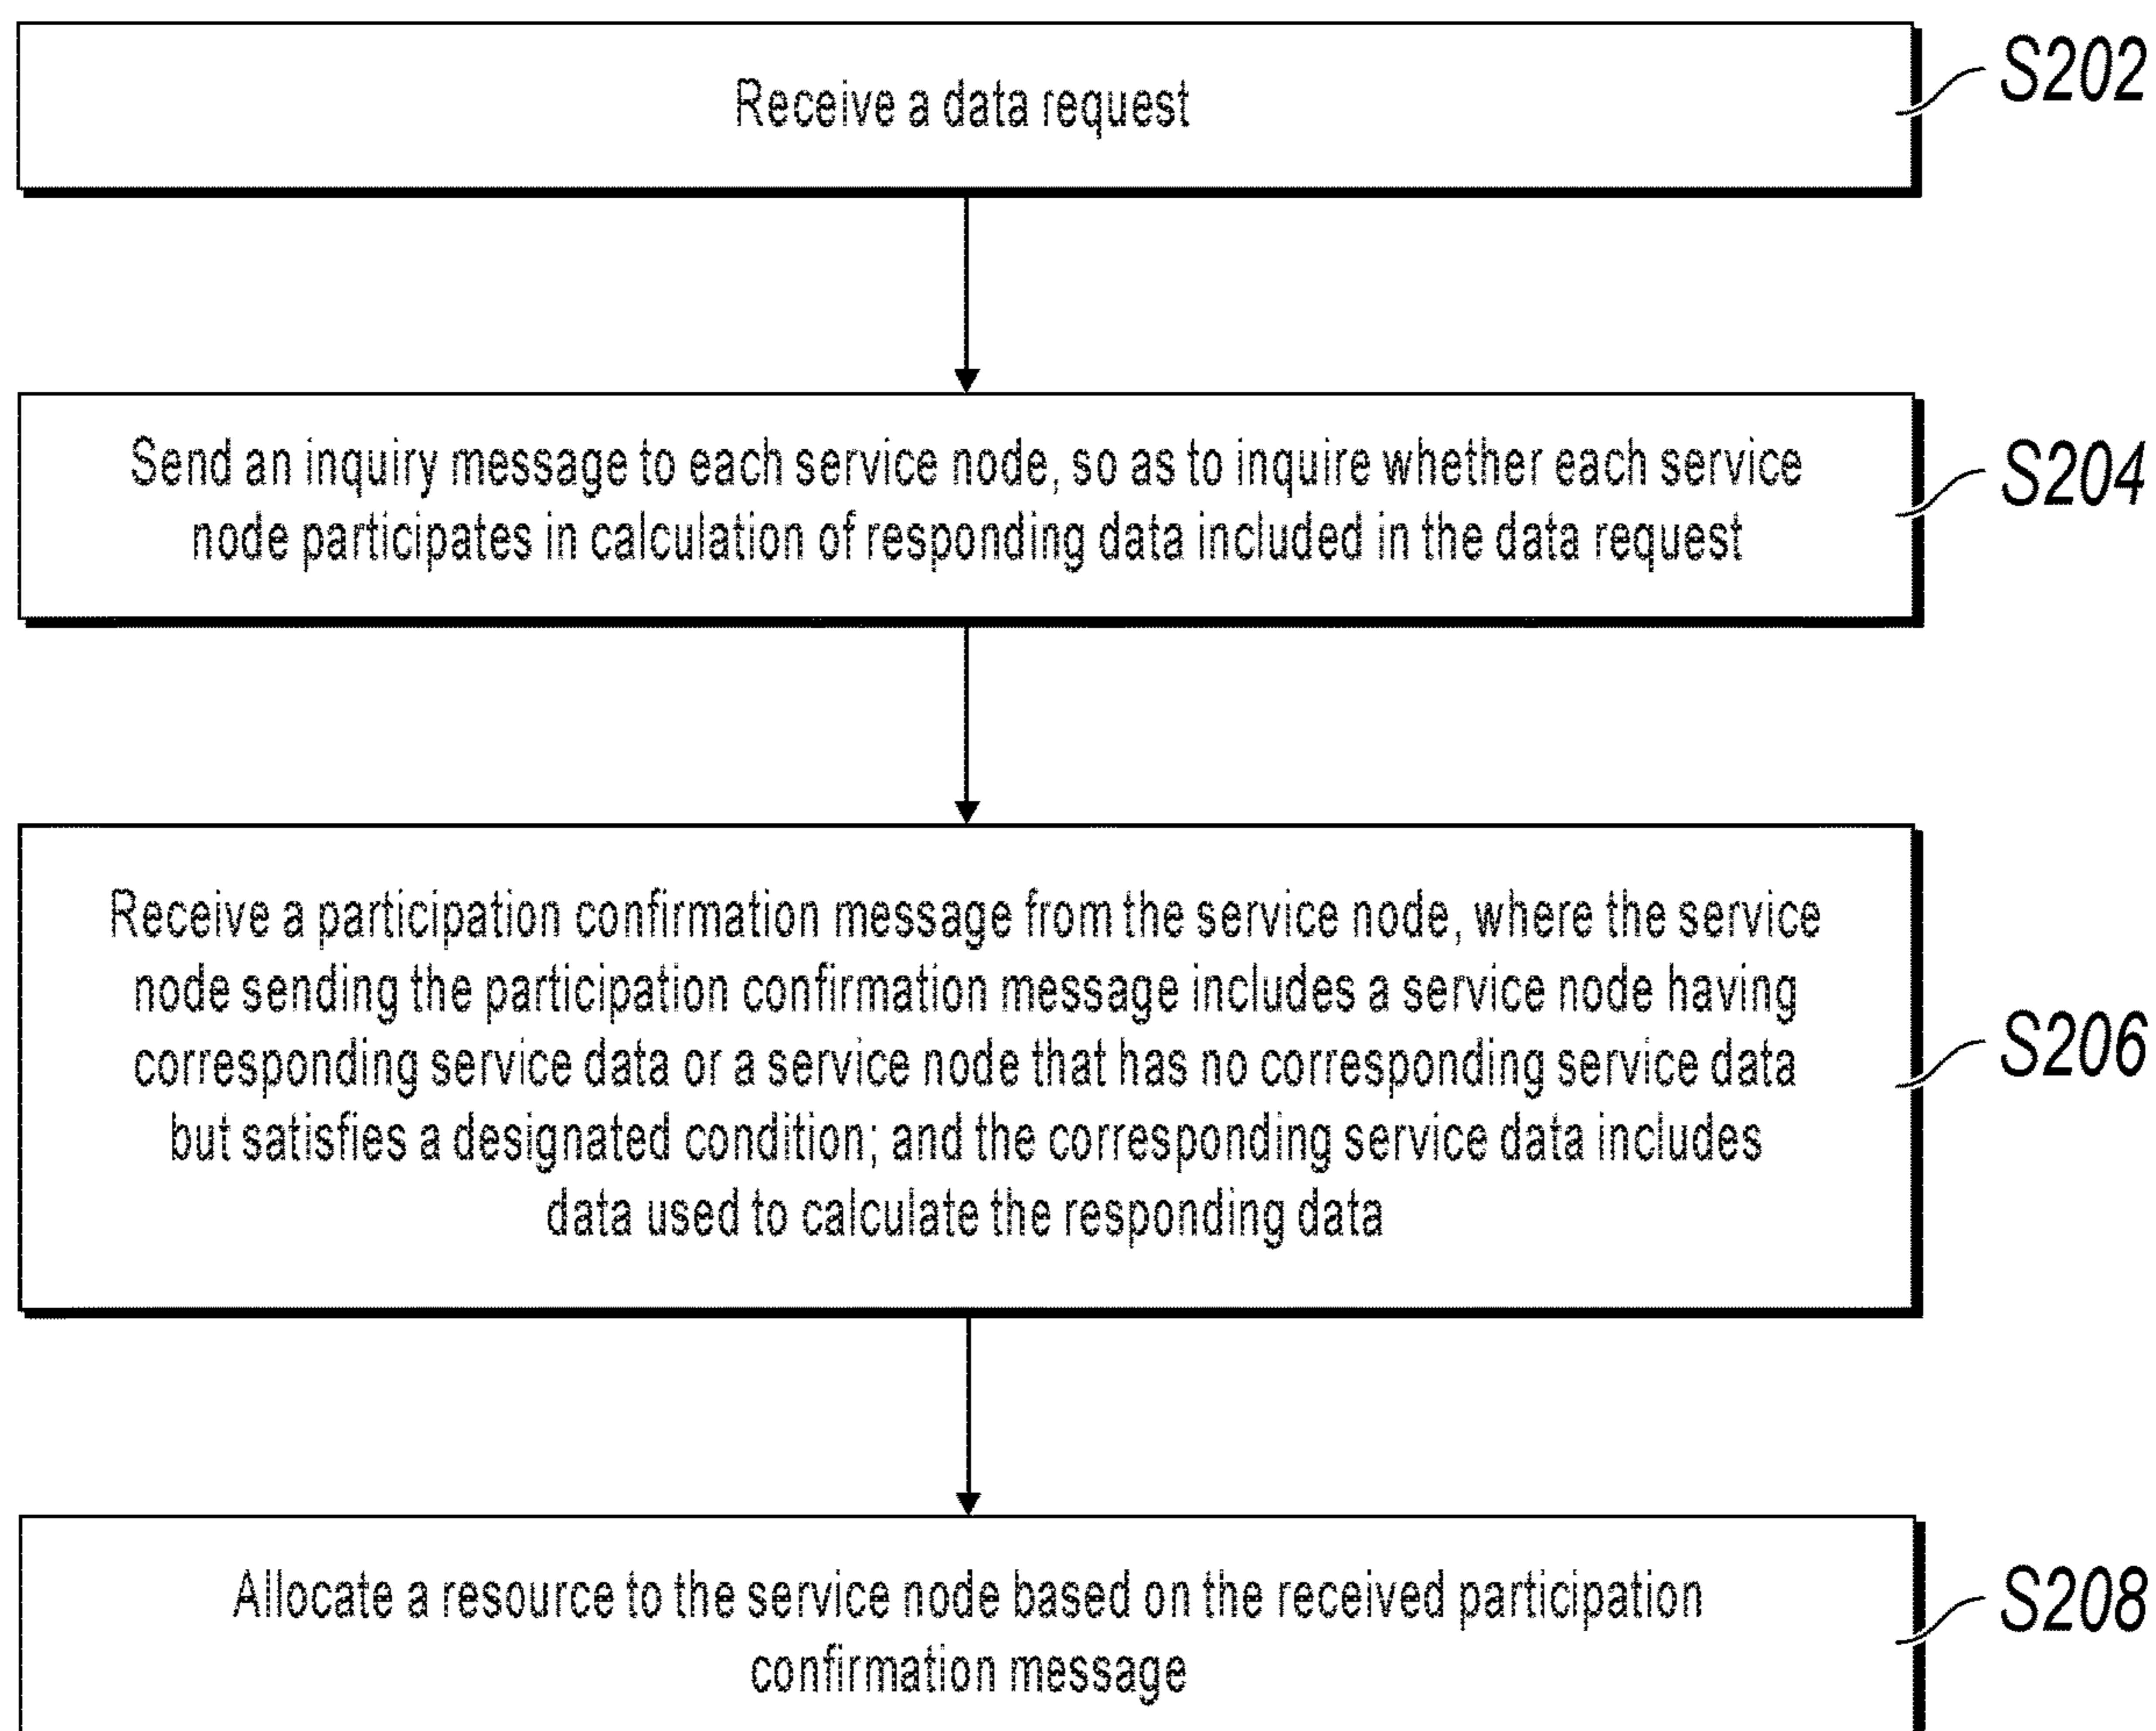 Receive a data request
S202
Send an inquiry message to each service node, so as to inquire whether each service
node participates in calculation of responding data included in the data request
S204
Receive a participation confirmation message from the service node, where the service
node sending the participation confirmation message includes a service node having
corresponding service data or a service node that has no corresponding service data
but satisfies a designated condition; and the corresponding service data includes
data used to calculate the responding data
S206
Allocate a resource to the service node based on the received participation
confirmation message
S208